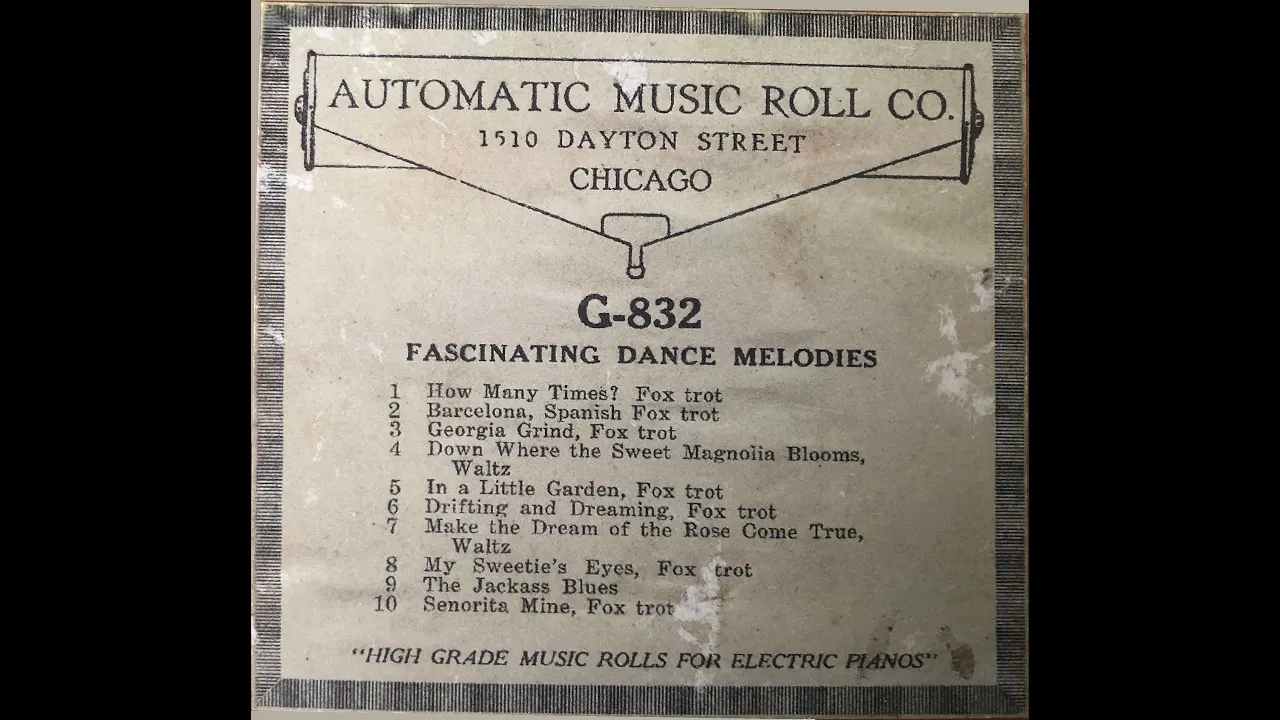 AUTOMATIC MUSIC ROLL CO.
1510 DAYTON STREET
CHICAGO
G-832
FASCINATING DANCE MELODIES
1 How Many Times? Fox trot
2 Barcelona, Spanish Fox trot
3 Georgia Grind, Fox trot
4 Down Where the Sweet Magnolia Blooms,
Waltz
5 In a Little Garden, Fox trot
6 Drifting and Dreaming, Fox trot
7 Make the Dream of the Rose Come True,
Waltz
8 My Sweetie's Eyes, Fox trot
9 The Jackass Blues
10 Senorita Mine, Fox trot
"HIGH GRADE MUSIC ROLLS FOR ELECTRIC PIANOS"